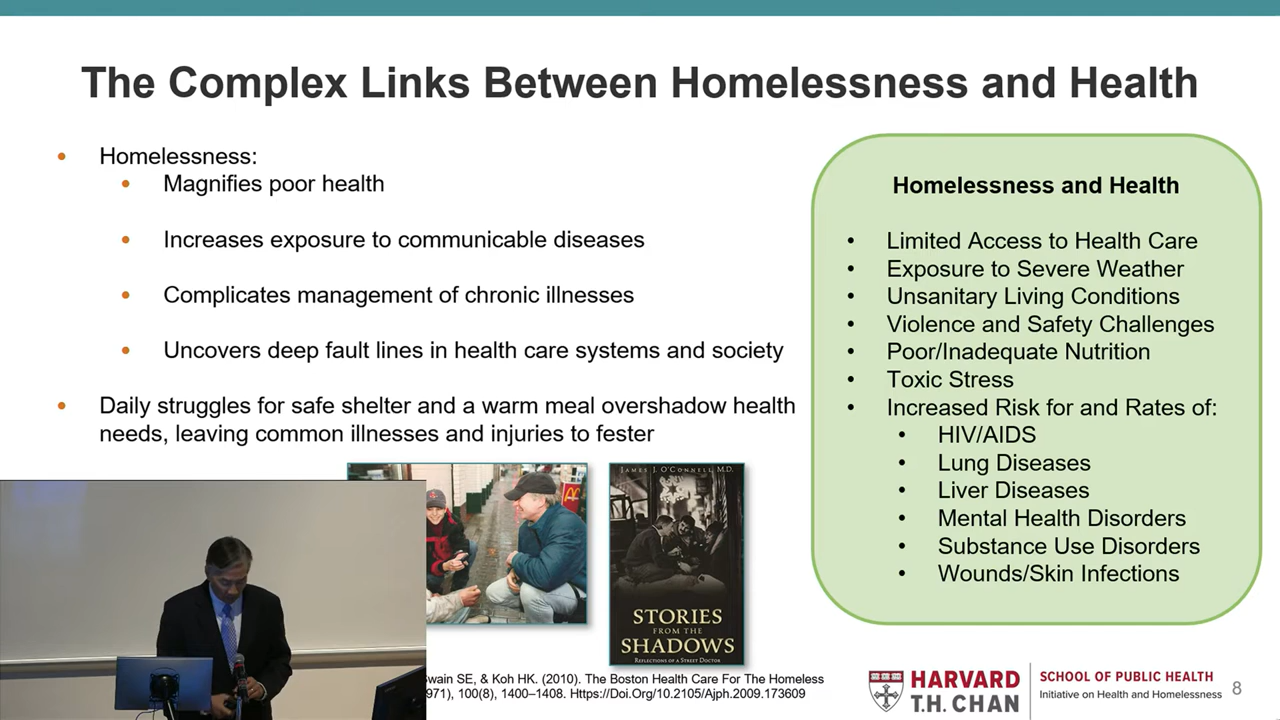 The Complex Links Between Homelessness and Health
• Homelessness:
• Magnifies poor health
• Increases exposure to communicable diseases
• Complicates management of chronic illnesses
• Uncovers deep fault lines in health care systems and society
• Daily struggles for safe shelter and a warm meal overshadow health
needs, leaving common illnesses and injuries to fester
Homelessness and Health
• Limited Access to Health Care
• Exposure to Severe Weather
• Unsanitary Living Conditions
• Violence and Safety Challenges
• Poor/Inadequate Nutrition
• Toxic Stress
• Increased Risk for and Rates of:
• HIV/AIDS
• Lung Diseases
• Liver Diseases
• Mental Health Disorders
• Substance Use Disorders
• Wounds/Skin Infections
JAMES J. O'CONNELL, M.D.
STORIES
FROM THE
SHADOWS
REFLECTIONS OF A STREET DOCTOR
SE, & Koh HK. (2010). The Boston Health Care For The Homeless
971), 100(8), 1400–1408. Https://Doi.Org/10.2105/Ajph.2009.173609
HARVARD
T.H. CHAN
SCHOOL OF PUBLIC HEALTH
Initiative on Health and Homelessness
8